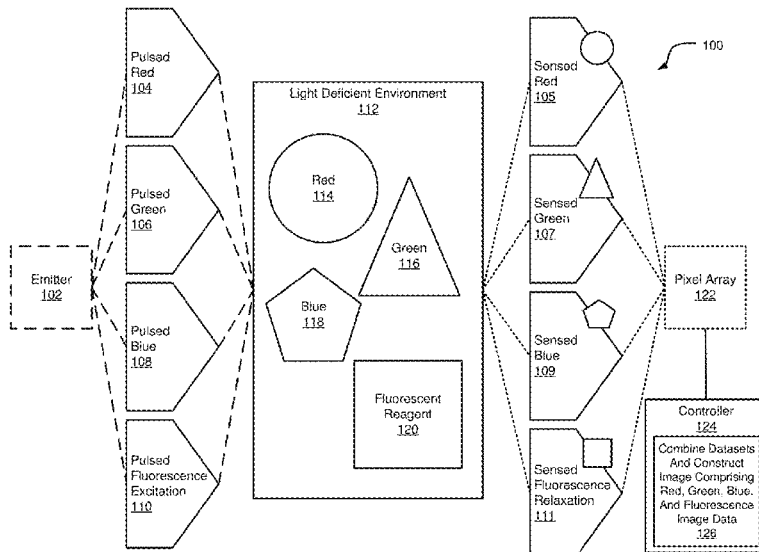 100
Pulsed
Red
104
Pulsed
Green
106
Pulsed
Blue
108
Pulsed
Fluorescence
Excitation
110
Emitter
102
Light Deficient Environment
112
Red
114
Green
116
Blue
118
Fluorescent
Reagent
120
Sensed
Red
105
Sensed
Green
107
Sensed
Blue
109
Sensed
Fluorescence
Relaxation
111
Pixel Array
122
Controller
124
Combine Datasets
And Construct
Image Comprising
Red, Green, Blue,
And Fluorescence
Image Data
126